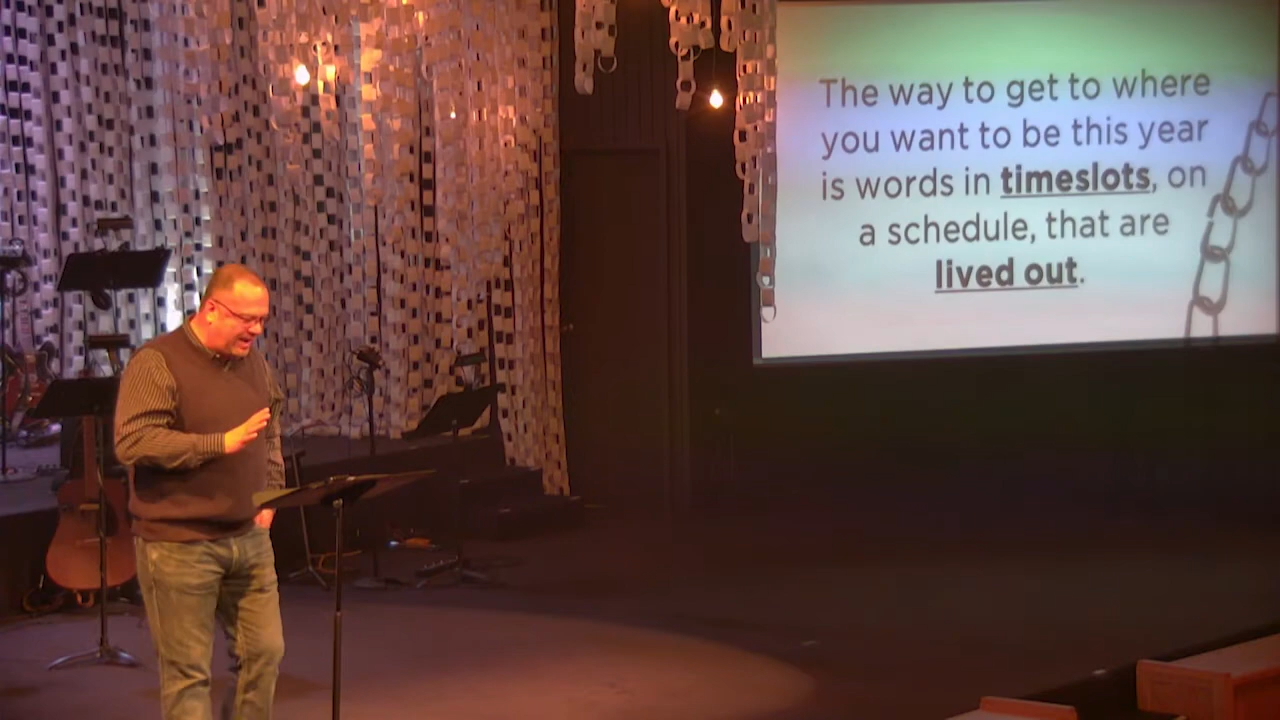 The way to get to where
you want to be this year
is words in timeslots, on
a schedule, that are
lived out.